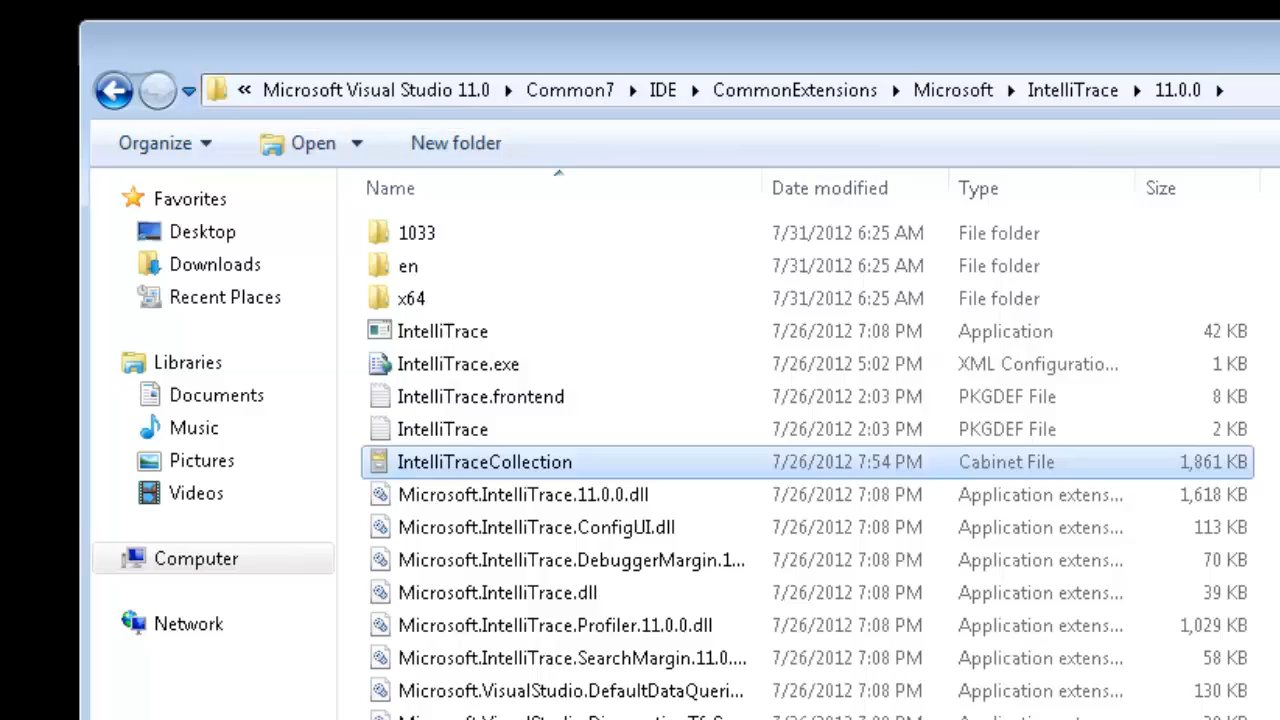 « Microsoft Visual Studio 11.0 Common7 IDE CommonExtensions Microsoft IntelliTrace 11.0.0
Organize Open New folder
Name Date modified Type Size
Favorites
Desktop
Downloads
Recent Places
Libraries
Documents
Music
Pictures
Videos
Computer
Network
1033 7/31/2012 6:25 AM File folder
en 7/31/2012 6:25 AM File folder
x64 7/31/2012 6:25 AM File folder
IntelliTrace 7/26/2012 7:08 PM Application 42 KB
IntelliTrace.exe 7/26/2012 5:02 PM XML Configuratio... 1 KB
IntelliTrace.frontend 7/26/2012 2:03 PM PKGDEF File 8 KB
IntelliTrace 7/26/2012 2:03 PM PKGDEF File 2 KB
IntelliTraceCollection 7/26/2012 7:54 PM Cabinet File 1,861 KB
Microsoft.IntelliTrace.11.0.0.dll 7/26/2012 7:08 PM Application extens... 1,618 KB
Microsoft.IntelliTrace.ConfigUI.dll 7/26/2012 7:08 PM Application extens... 113 KB
Microsoft.IntelliTrace.DebuggerMargin.1... 7/26/2012 7:08 PM Application extens... 70 KB
Microsoft.IntelliTrace.dll 7/26/2012 7:08 PM Application extens... 39 KB
Microsoft.IntelliTrace.Profiler.11.0.0.dll 7/26/2012 7:08 PM Application extens... 1,029 KB
Microsoft.IntelliTrace.SearchMargin.11.0.... 7/26/2012 7:08 PM Application extens... 58 KB
Microsoft.VisualStudio.DefaultDataQueri... 7/26/2012 7:08 PM Application extens... 130 KB